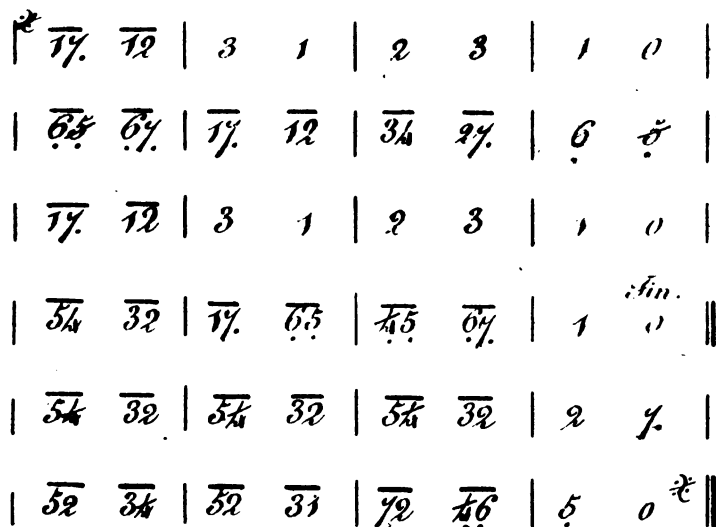 | 17 12 | 3 1 | 2 3 | 1 0 |
| 65 67 | 17 12 | 34 27 | 6 5 |
| 17 12 | 3 1 | 2 3 | 1 0 |
Fin.
| 54 32 | 17 65 | 45 67 | 1 0 ||
| 54 32 | 54 32 | 54 32 | 2 7 |
| 52 34 | 52 31 | 72 46 | 5 0 ||